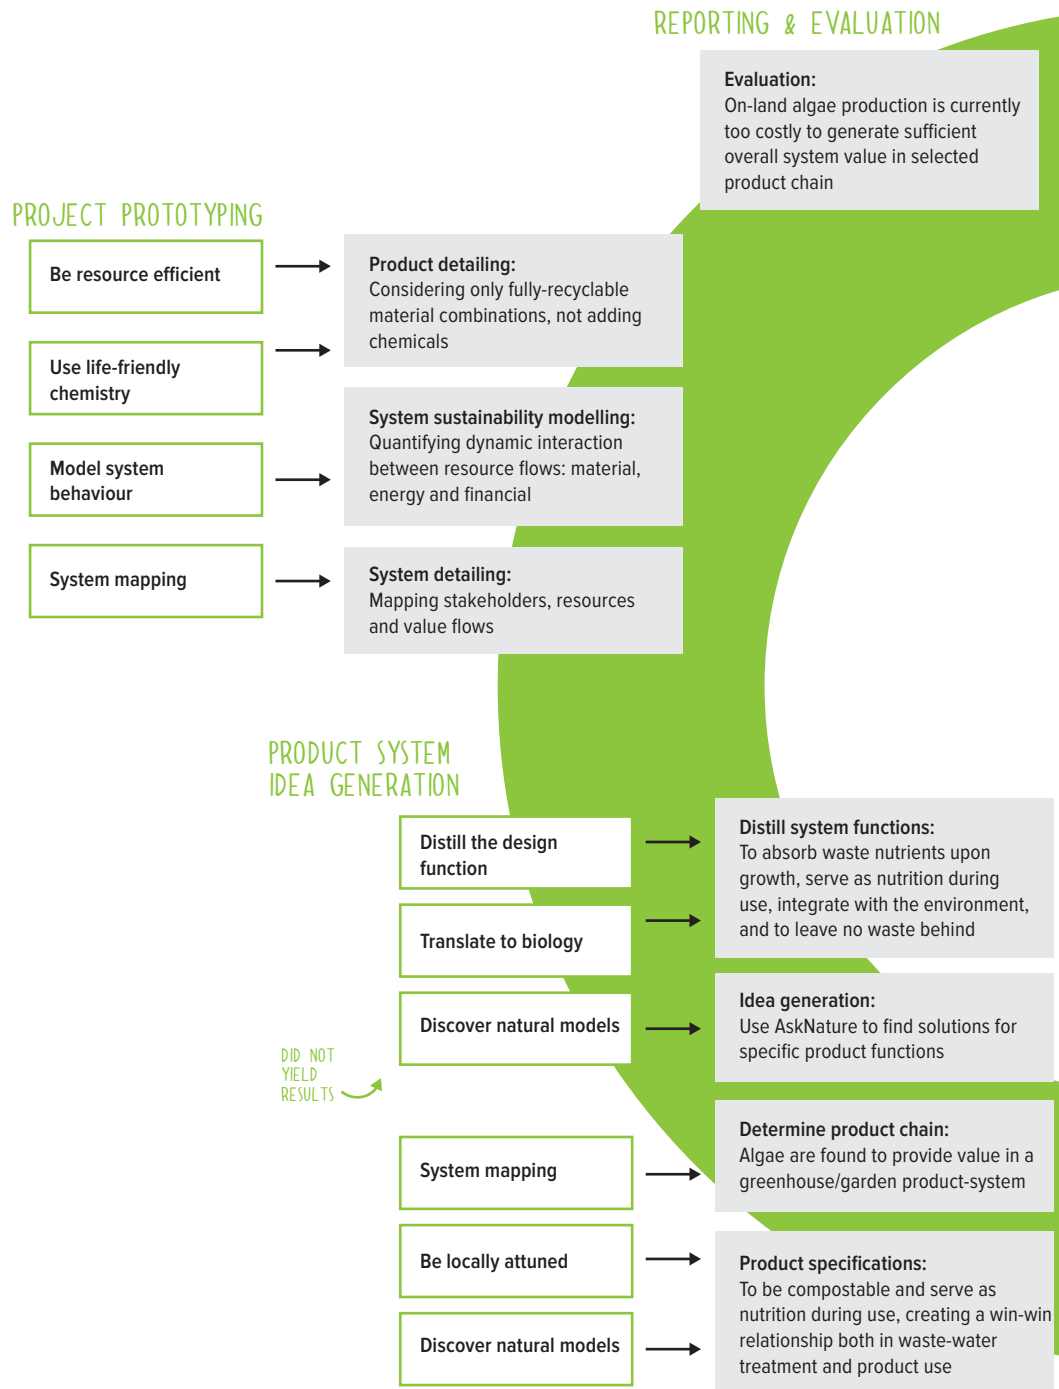 REPORTING & EVALUATION
Evaluation:
On-land algae production is currently
too costly to generate sufficient
overall system value in selected
product chain
PROJECT PROTOTYPING
Be resource efficient
Product detailing:
Considering only fully-recyclable
material combinations, not adding
chemicals
Use life-friendly
chemistry
Model system
behaviour
System sustainability modelling:
Quantifying dynamic interaction
between resource flows: material,
energy and financial
System mapping
System detailing:
Mapping stakeholders, resources
and value flows
PRODUCT SYSTEM
IDEA GENERATION
Distill the design
function
Distill system functions:
To absorb waste nutrients upon
growth, serve as nutrition during
use, integrate with the environment,
and to leave no waste behind
Translate to biology
Discover natural models
Idea generation:
Use AskNature to find solutions for
specific product functions
DID NOT
YIELD
RESULTS
System mapping
Determine product chain:
Algae are found to provide value in a
greenhouse/garden product-system
Be locally attuned
Product specifications:
To be compostable and serve as
nutrition during use, creating a win-win
relationship both in waste-water
treatment and product use
Discover natural models